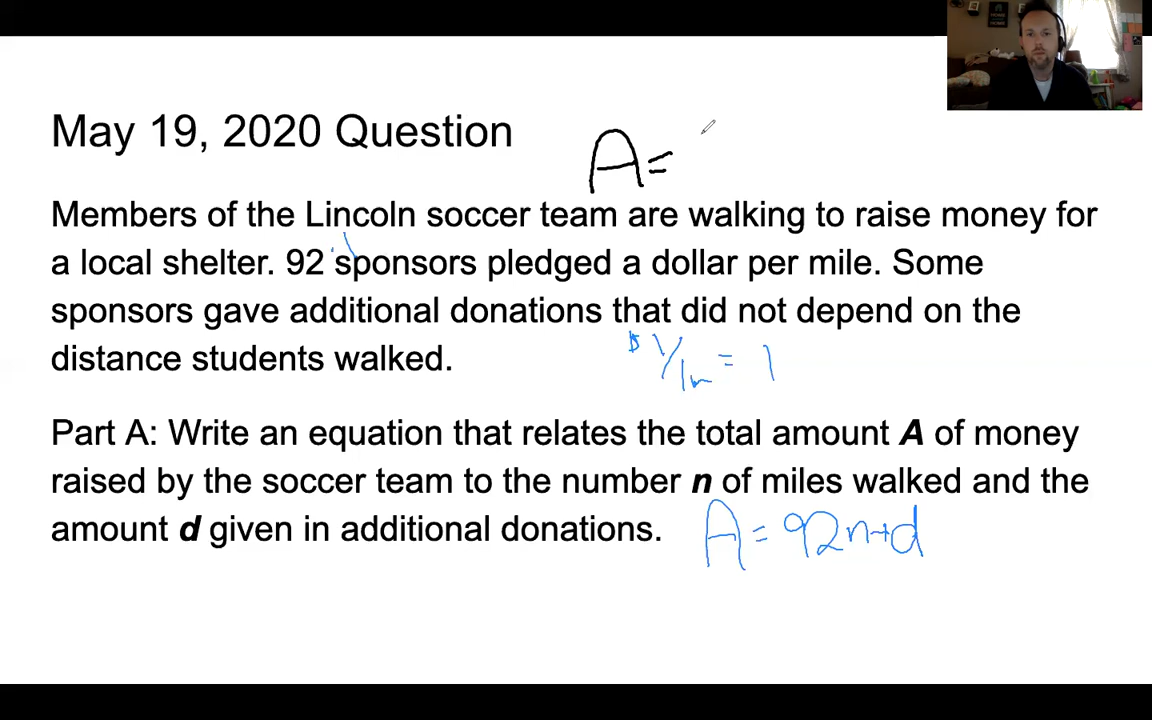 May 19, 2020 Question
A=
Members of the Lincoln soccer team are walking to raise money for
a local shelter. 92 sponsors pledged a dollar per mile. Some
sponsors gave additional donations that did not depend on the
distance students walked.
$1/1m = 1
Part A: Write an equation that relates the total amount A of money
raised by the soccer team to the number n of miles walked and the
amount d given in additional donations.
A = 92n+d